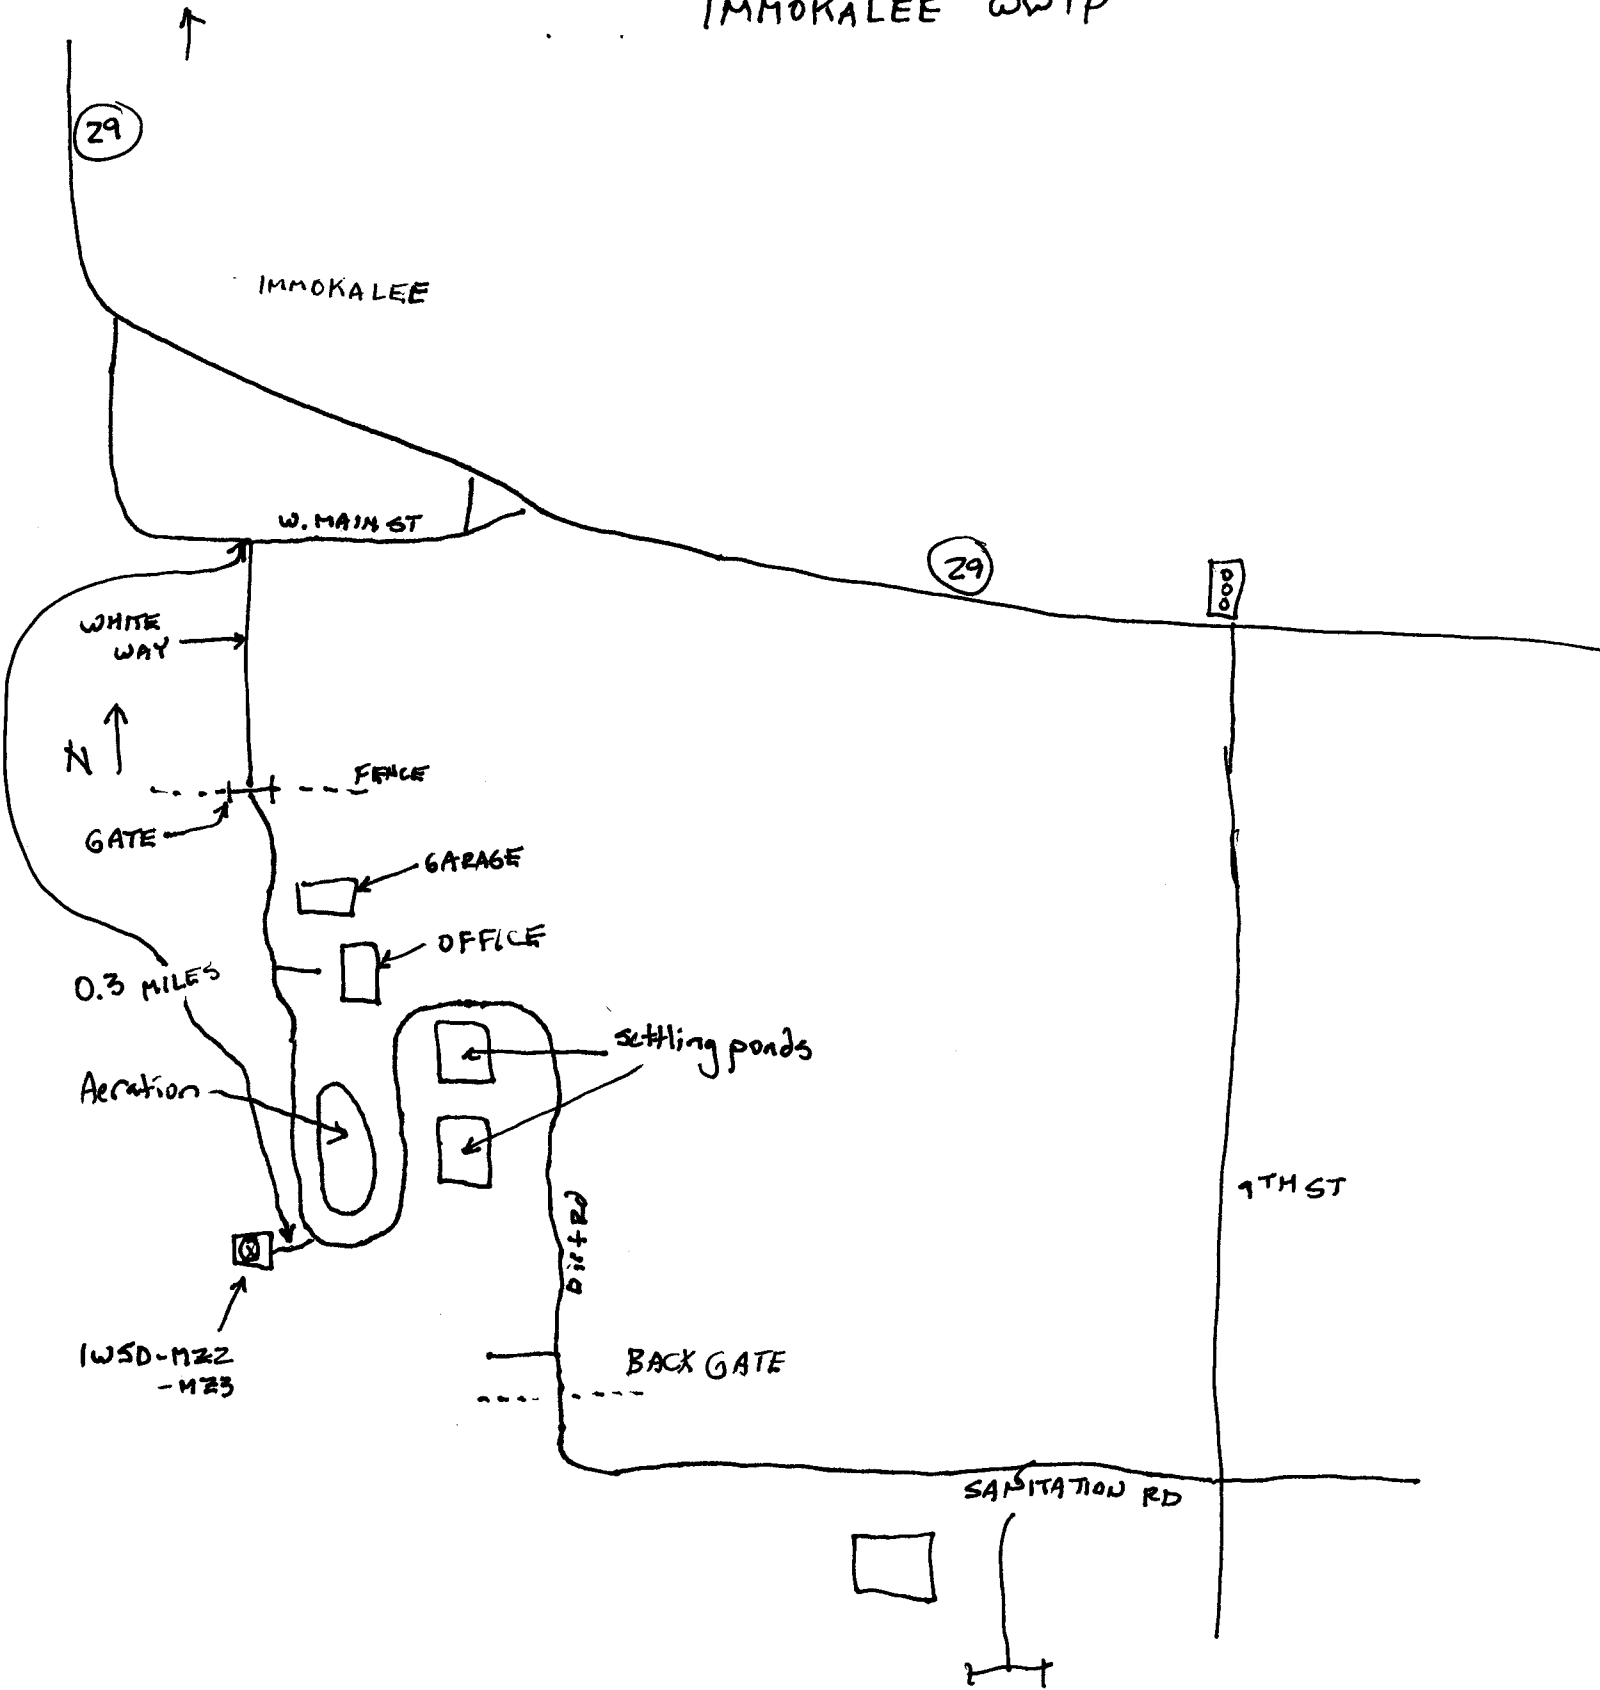 IMMOKALEE WWTP
29
IMMOKALEE
W. MAIN ST
29
WHITE
WAY
N
FENCE
GATE
GARAGE
OFFICE
0.3 MILES
settling ponds
Aeration
9TH ST
Dirt Rd
IWSD-MZ2
-MZ3
BACK GATE
SANITATION RD